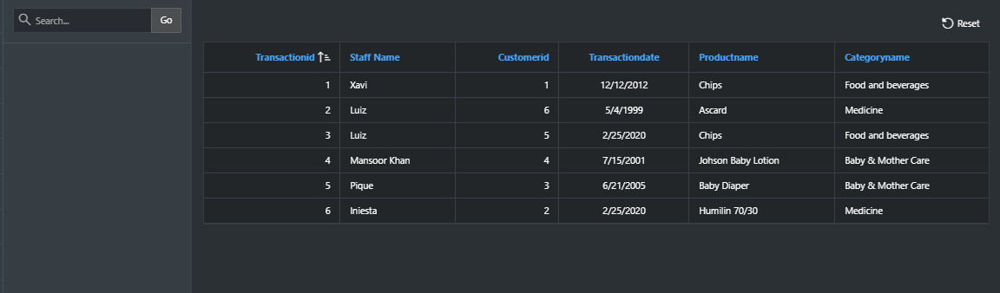 Search... Go
Reset
Transactionid Staff Name Customerid Transactiondate Productname Categoryname
1 Xavi 1 12/12/2012 Chips Food and beverages
2 Luiz 6 5/4/1999 Ascard Medicine
3 Luiz 5 2/25/2020 Chips Food and beverages
4 Mansoor Khan 4 7/15/2001 Johson Baby Lotion Baby & Mother Care
5 Pique 3 6/21/2005 Baby Diaper Baby & Mother Care
6 Iniesta 2 2/25/2020 Humilin 70/30 Medicine